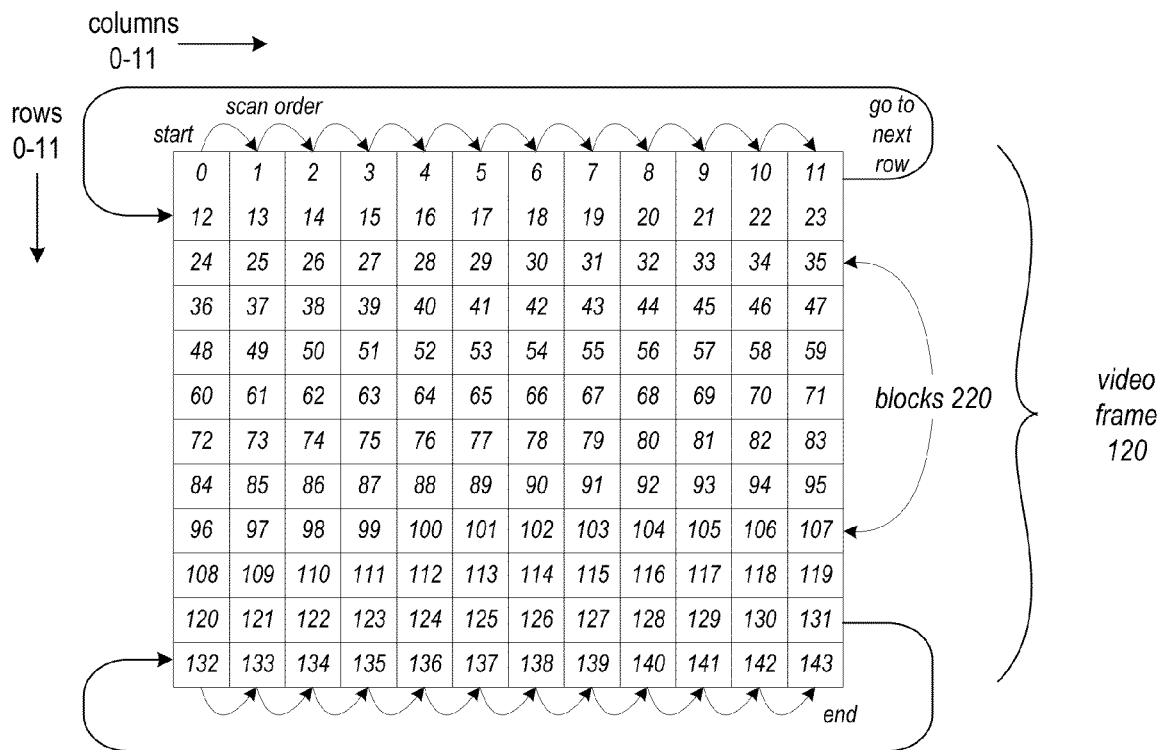 columns
0-11
rows
0-11
scan order
start
go to
next
row
0 1 2 3 4 5 6 7 8 9 10 11
12 13 14 15 16 17 18 19 20 21 22 23
24 25 26 27 28 29 30 31 32 33 34 35
36 37 38 39 40 41 42 43 44 45 46 47
48 49 50 51 52 53 54 55 56 57 58 59
60 61 62 63 64 65 66 67 68 69 70 71
72 73 74 75 76 77 78 79 80 81 82 83
84 85 86 87 88 89 90 91 92 93 94 95
96 97 98 99 100 101 102 103 104 105 106 107
108 109 110 111 112 113 114 115 116 117 118 119
120 121 122 123 124 125 126 127 128 129 130 131
132 133 134 135 136 137 138 139 140 141 142 143
end
blocks 220
video
frame
120